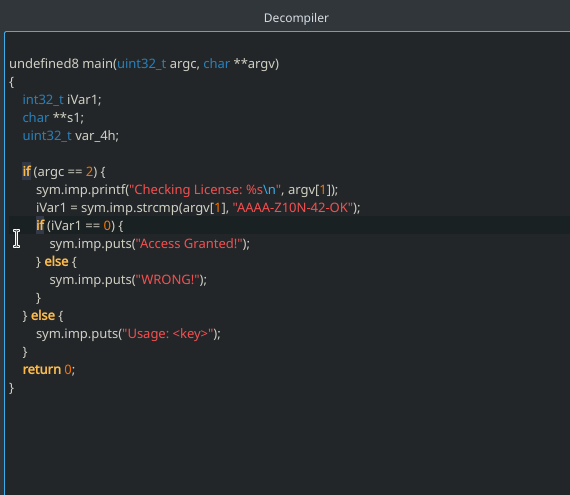 Decompiler
undefined8 main(uint32_t argc, char **argv)
{
    int32_t iVar1;
    char **s1;
    uint32_t var_4h;

    if (argc == 2) {
        sym.imp.printf("Checking License: %s\n", argv[1]);
        iVar1 = sym.imp.strcmp(argv[1], "AAAA-Z10N-42-OK");
        if (iVar1 == 0) {
            sym.imp.puts("Access Granted!");
        } else {
            sym.imp.puts("WRONG!");
        }
    } else {
        sym.imp.puts("Usage: <key>");
    }
    return 0;
}